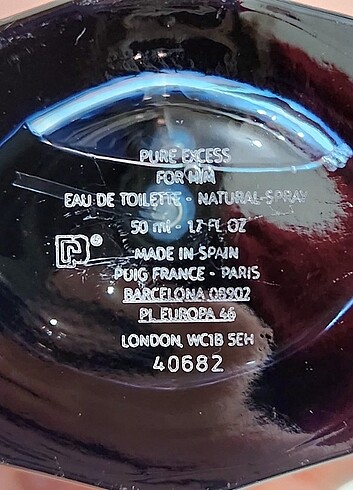 PURE EXCESS
FOR HIM
EAU DE TOILETTE - NATURAL-SPRAY
50 ml - 1.7 FL OZ
MADE IN SPAIN
PUIG FRANCE - PARIS
BARCELONA 08902
PL. EUROPA 46
LONDON, WC1B 5EH
40682